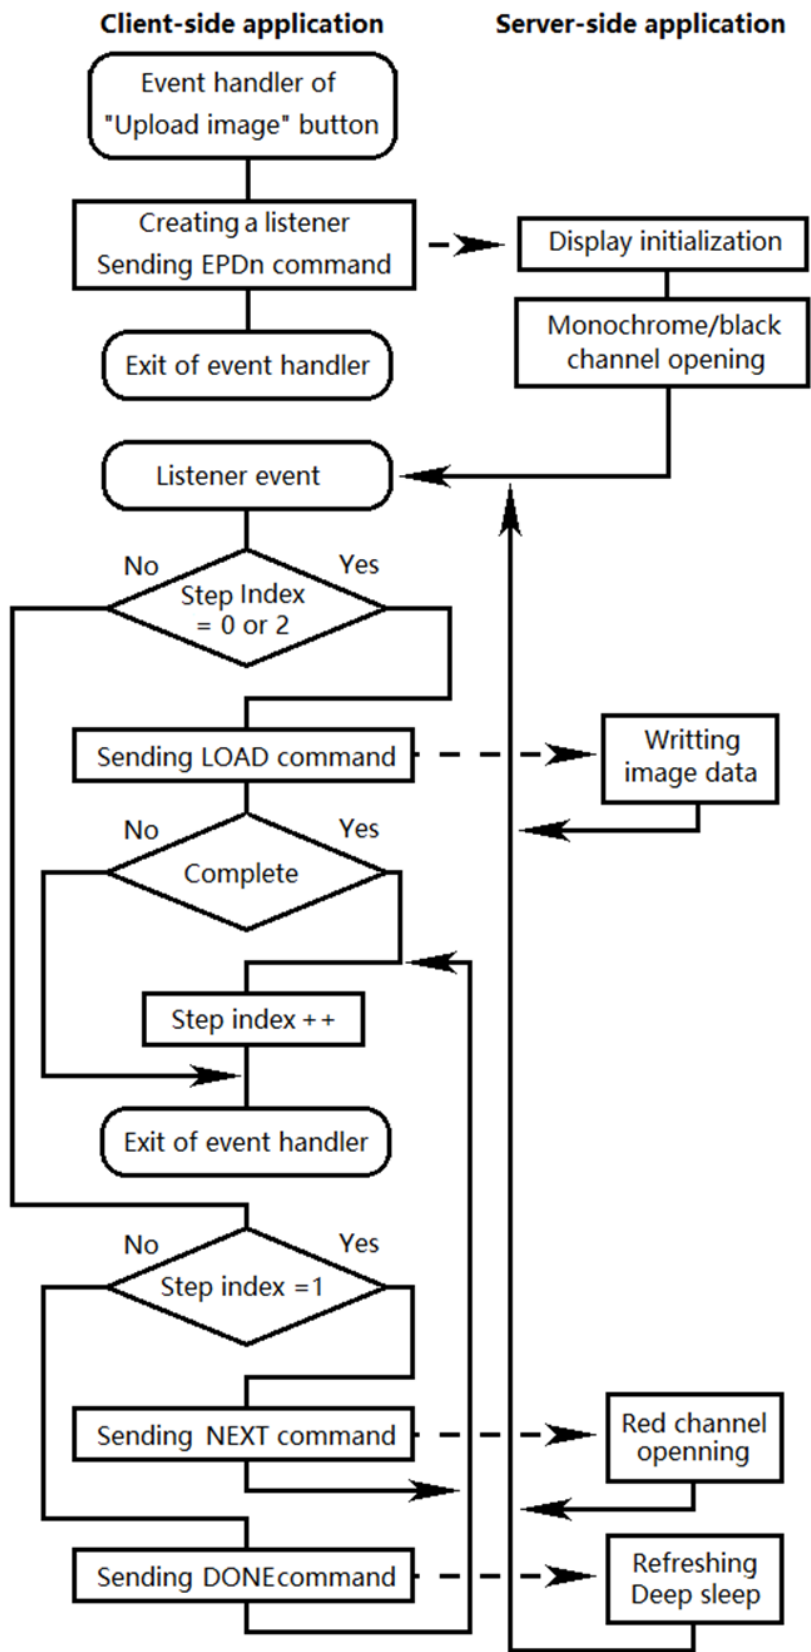 Client-side application
Server-side application
Event handler of
"Upload image" button
Creating a listener
Sending EPDn command
Display initialization
Monochrome/black
channel opening
Exit of event handler
Listener event
No
Yes
Step Index
= 0 or 2
Sending LOAD command
Writting
image data
No
Yes
Complete
Step index ++
Exit of event handler
No
Yes
Step index =1
Sending NEXT command
Red channel
openning
Sending DONE command
Refreshing
Deep sleep